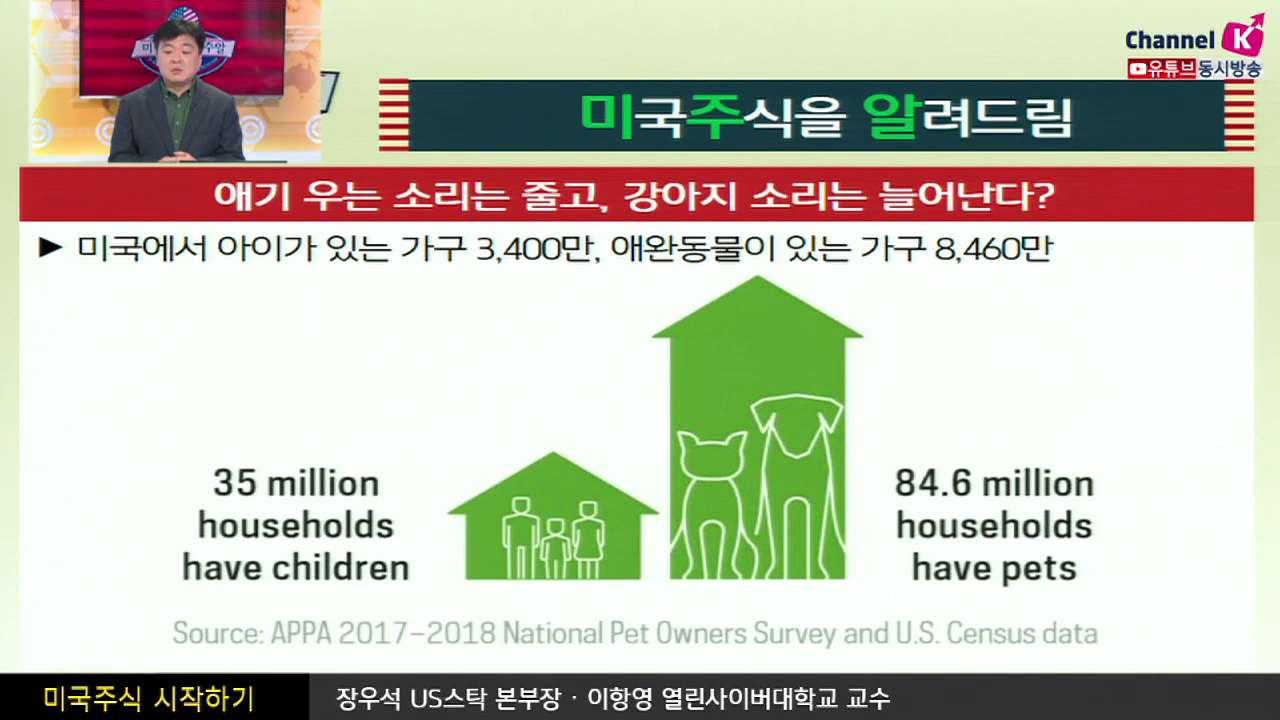 Channel K
유튜브동시방송
미국주식을 알려드림
얘기 우는 소리는 줄고, 강아지 소리는 늘어난다?
▶ 미국에서 아이가 있는 가구 3,400만, 애완동물이 있는 가구 8,460만
35 million
households
have children
84.6 million
households
have pets
Source: APPA 2017–2018 National Pet Owners Survey and U.S. Census data
미국주식 시작하기
장우석 US스탁 본부장 · 이항영 열린사이버대학교 교수